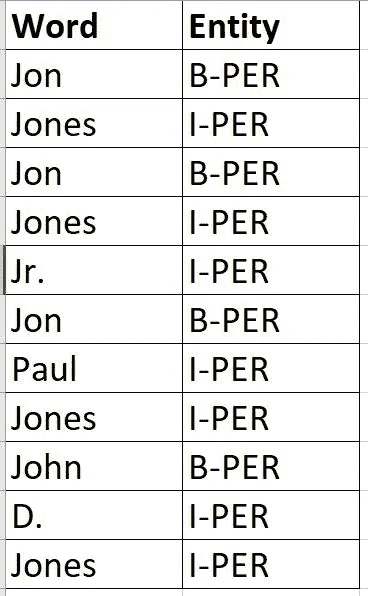 Word Entity
Jon B-PER
Jones I-PER
Jon B-PER
Jones I-PER
Jr. I-PER
Jon B-PER
Paul I-PER
Jones I-PER
John B-PER
D. I-PER
Jones I-PER